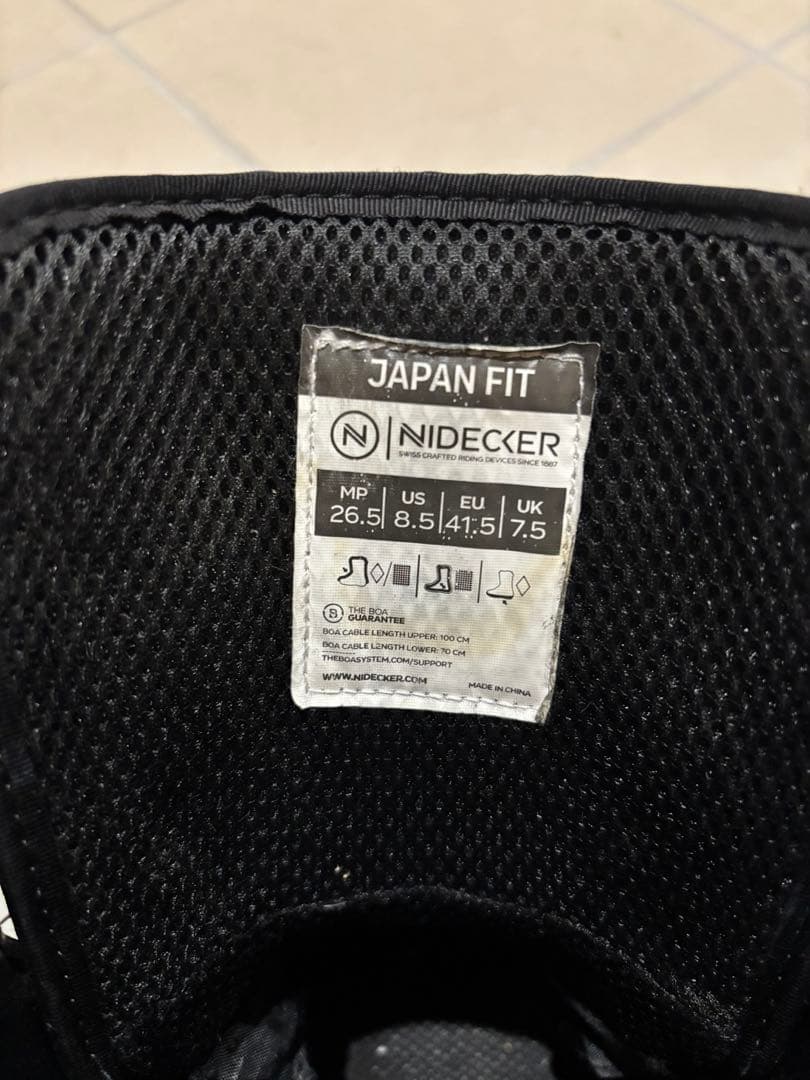 JAPAN FIT
N NIDECKER
SWISS CRAFTED RIDING DEVICES SINCE 1887
MP US EU UK
26.5 8.5 41.5 7.5
THE BOA
GUARANTEE
BOA CABLE LENGTH UPPER: 100 CM
BOA CABLE LENGTH LOWER: 70 CM
THEBOASYSTEM.COM/SUPPORT
WWW.NIDECKER.COM MADE IN CHINA